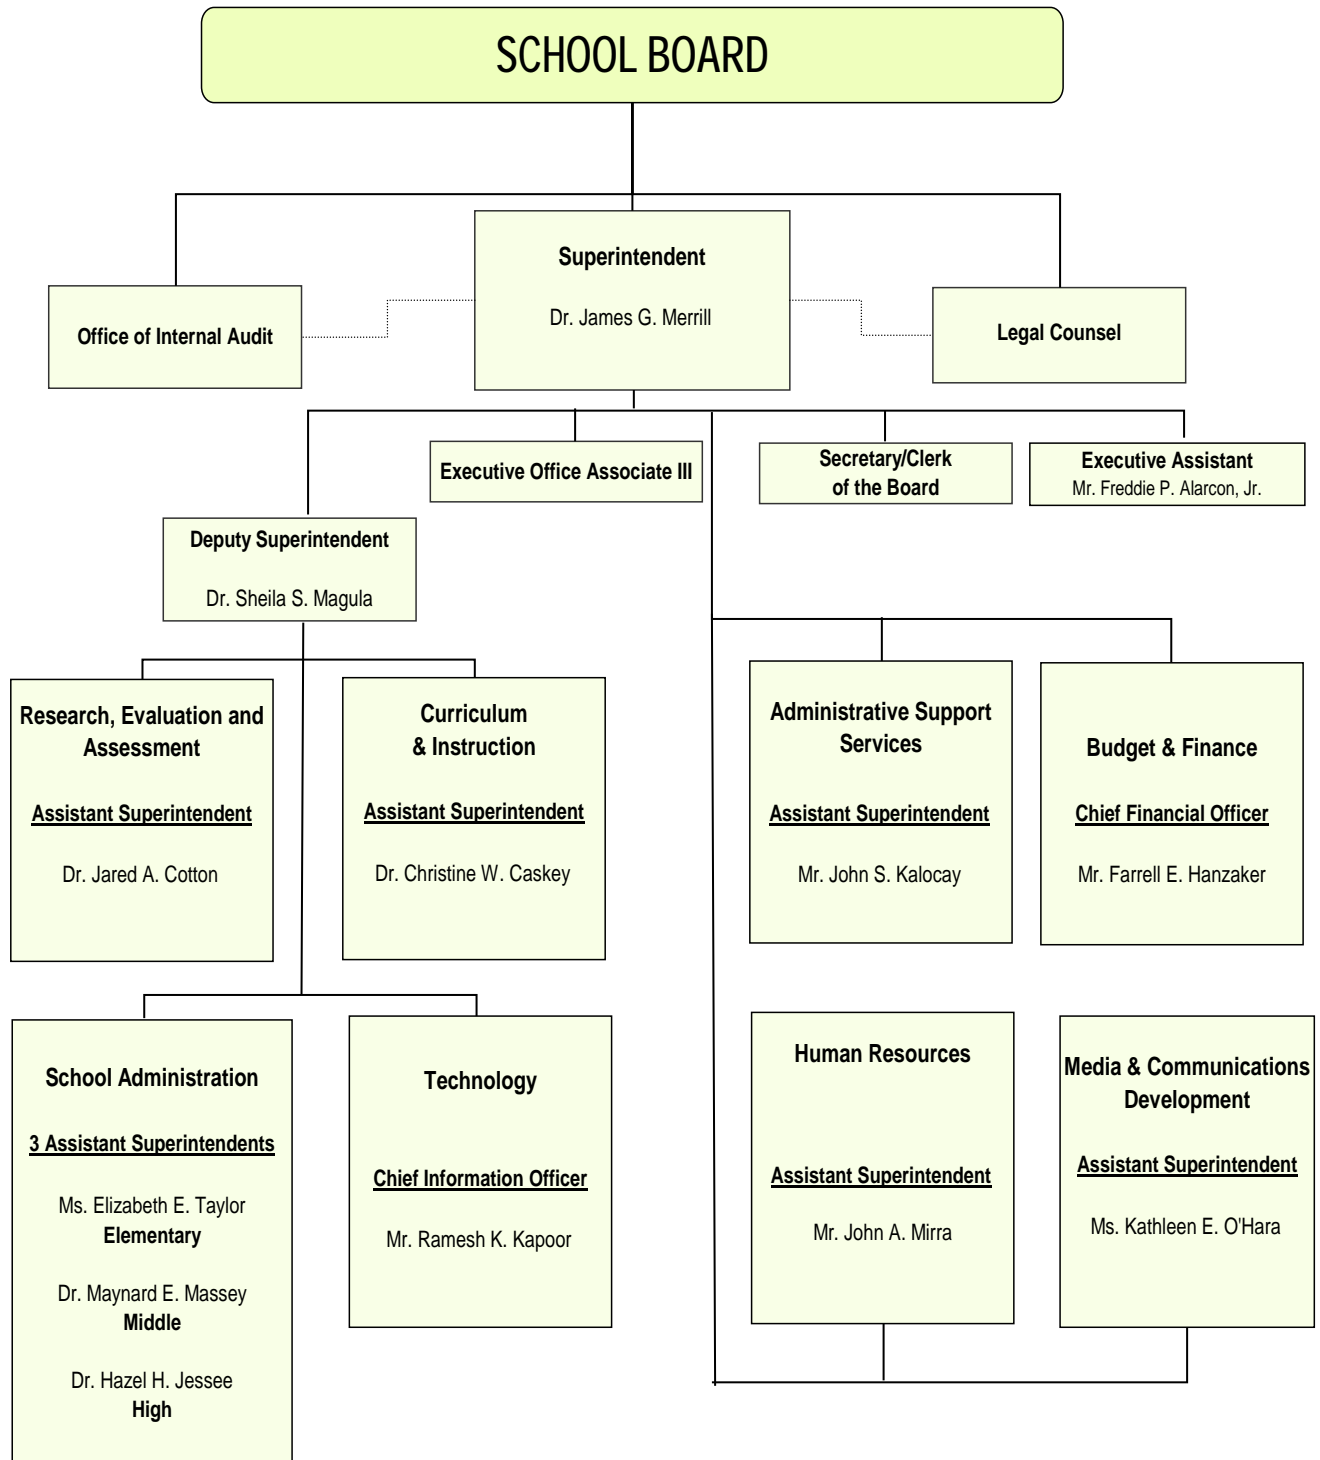 SCHOOL BOARD
Superintendent
Dr. James G. Merrill
Office of Internal Audit
Legal Counsel
Executive Office Associate III
Secretary/Clerk
of the Board
Executive Assistant
Mr. Freddie P. Alarcon, Jr.
Deputy Superintendent
Dr. Sheila S. Magula
Research, Evaluation and
Assessment
Assistant Superintendent
Dr. Jared A. Cotton
Curriculum
& Instruction
Assistant Superintendent
Dr. Christine W. Caskey
Administrative Support
Services
Assistant Superintendent
Mr. John S. Kalocay
Budget & Finance
Chief Financial Officer
Mr. Farrell E. Hanzaker
School Administration
3 Assistant Superintendents
Ms. Elizabeth E. Taylor
Elementary
Dr. Maynard E. Massey
Middle
Dr. Hazel H. Jessee
High
Technology
Chief Information Officer
Mr. Ramesh K. Kapoor
Human Resources
Assistant Superintendent
Mr. John A. Mirra
Media & Communications
Development
Assistant Superintendent
Ms. Kathleen E. O'Hara